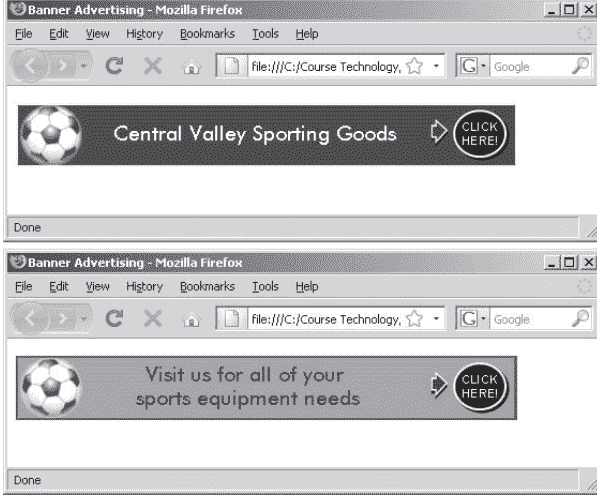 Banner Advertising - Mozilla Firefox
File Edit View History Bookmarks Tools Help
file:///C:/Course Technology, G Google
Central Valley Sporting Goods
CLICK
HERE!
Done
Banner Advertising - Mozilla Firefox
File Edit View History Bookmarks Tools Help
file:///C:/Course Technology, G Google
Visit us for all of your
sports equipment needs
CLICK
HERE!
Done